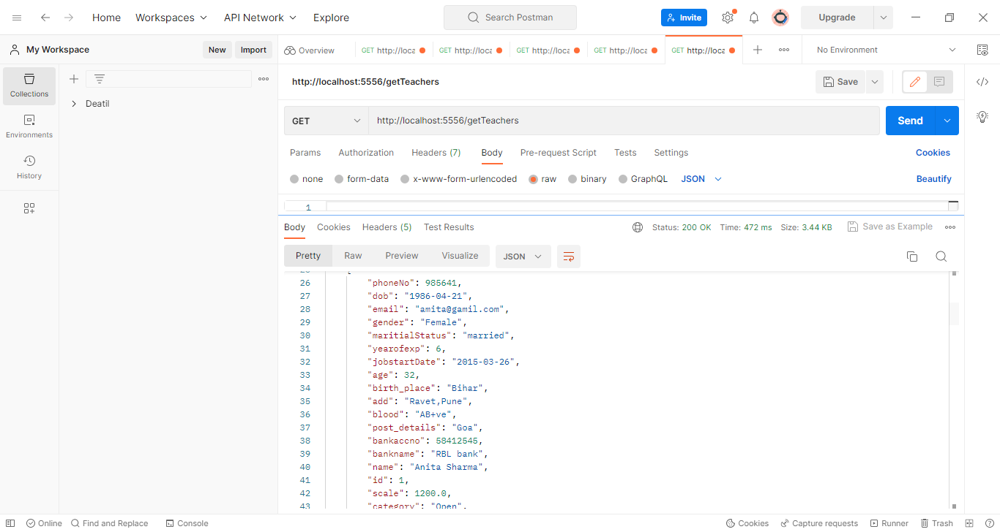 Home Workspaces API Network Explore Search Postman Invite Upgrade
My Workspace New Import Overview GET http://loca GET http://loca GET http://loca GET http://loca GET http://loca No Environment
Collections
Environments
History
Deatil
http://localhost:5556/getTeachers Save
GET http://localhost:5556/getTeachers Send
Params Authorization Headers (7) Body Pre-request Script Tests Settings Cookies
none form-data x-www-form-urlencoded raw binary GraphQL JSON Beautify
1
Body Cookies Headers (5) Test Results Status: 200 OK Time: 472 ms Size: 3.44 KB Save as Example
Pretty Raw Preview Visualize JSON
26 "phoneNo": 985641,
27 "dob": "1986-04-21",
28 "email": "amita@gamil.com",
29 "gender": "Female",
30 "maritialStatus": "married",
31 "yearofexp": 6,
32 "jobstartDate": "2015-03-26",
33 "age": 32,
34 "birth_place": "Bihar",
35 "add": "Ravet,Pune",
36 "blood": "AB+ve",
37 "post_details": "Goa",
38 "bankaccno": 58412545,
39 "bankname": "RBL bank",
40 "name": "Anita Sharma",
41 "id": 1,
42 "scale": 1200.0,
43 "category": "Open",
Online Find and Replace Console Cookies Capture requests Runner Trash